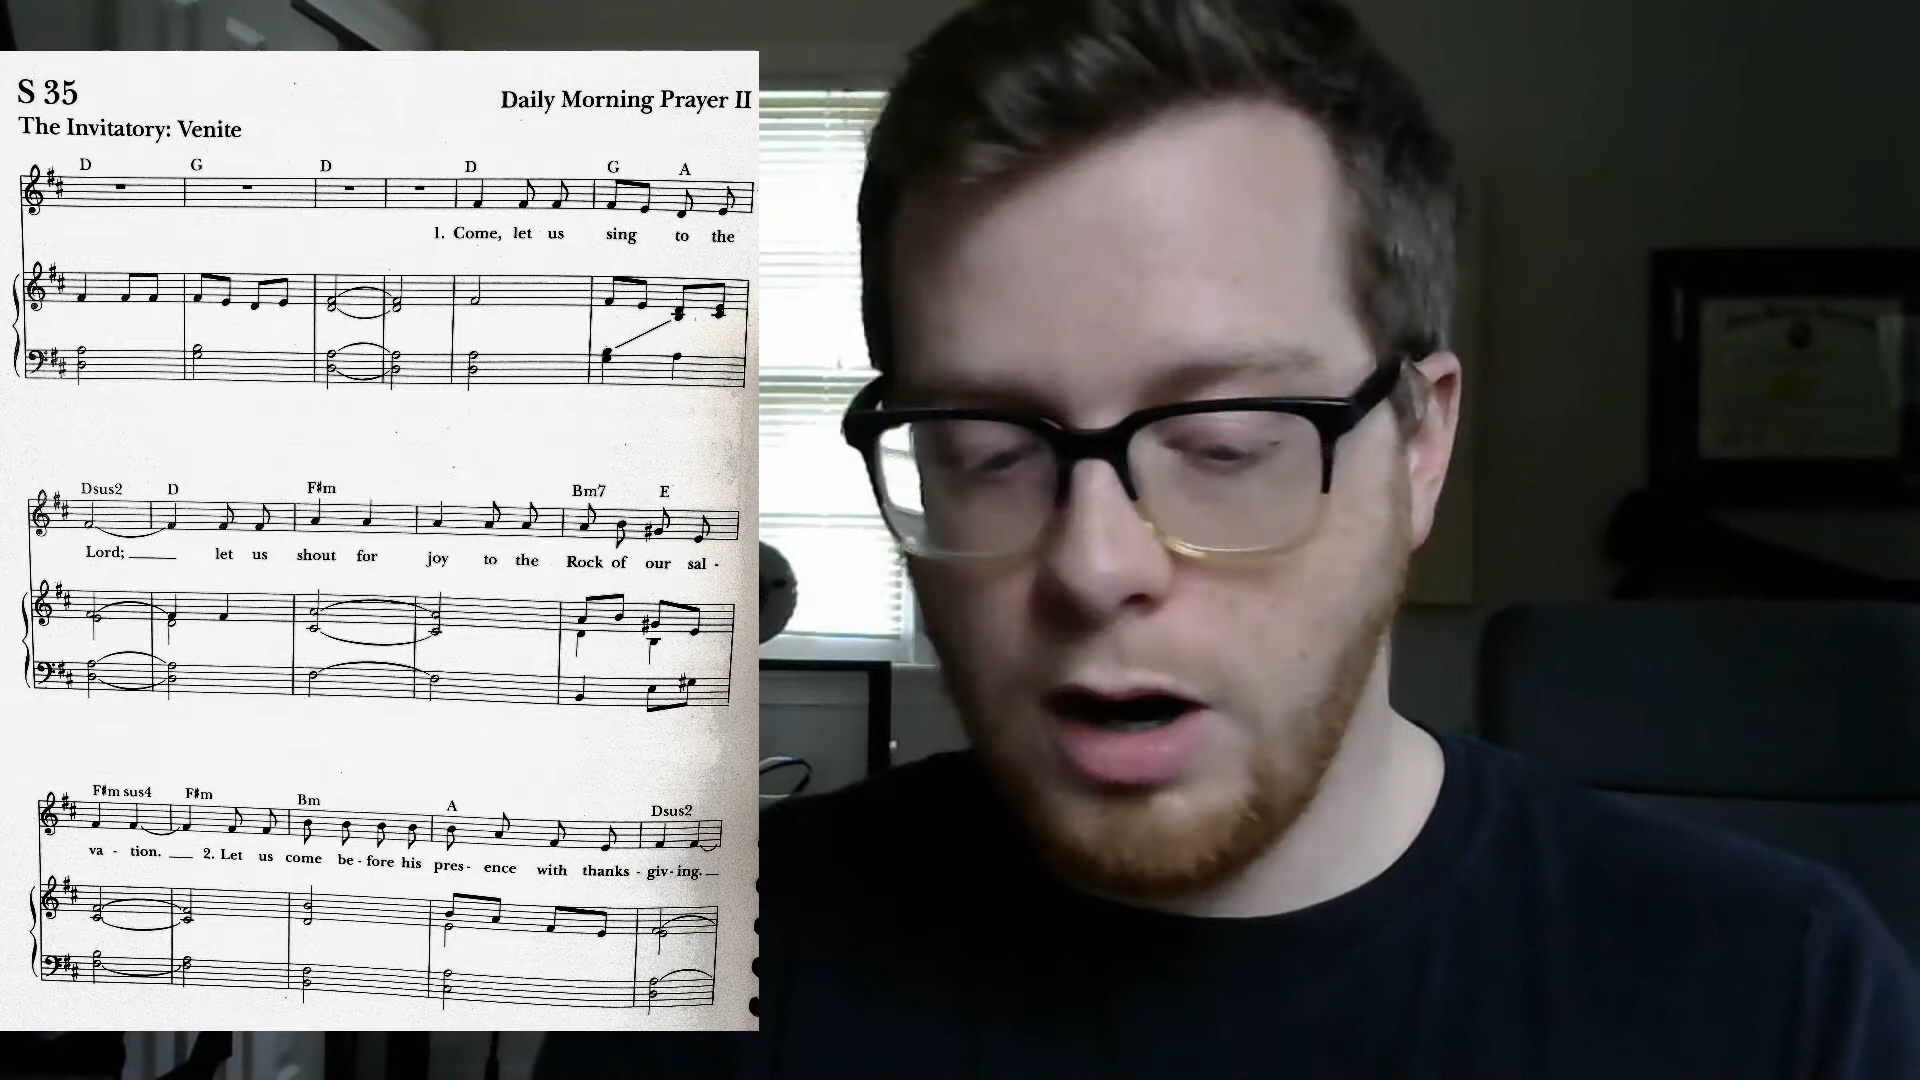 S 35
Daily Morning Prayer II
The Invitatory: Venite
D G D D G A
1. Come, let us sing to the
Dsus2 D F♯m Bm7 E
Lord; let us shout for joy to the Rock of our sal -
F♯m sus4 F♯m Bm A Dsus2
va - tion. 2. Let us come be - fore his pres - ence with thanks - giv - ing.